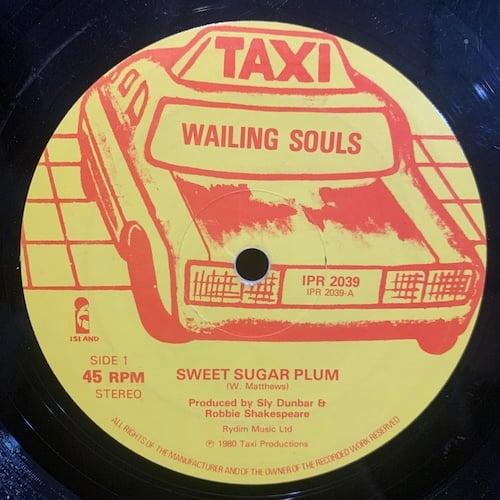 TAXI
WAILING SOULS
IPR 2039
IPR 2039-A
ISLAND
SIDE 1
45 RPM
STEREO
SWEET SUGAR PLUM
(W. Matthews)
Produced by Sly Dunbar &
Robbie Shakespeare
Rydim Music Ltd
℗ 1980 Taxi Productions
ALL RIGHTS OF THE MANUFACTURER AND OF THE OWNER OF THE RECORDED WORK RESERVED